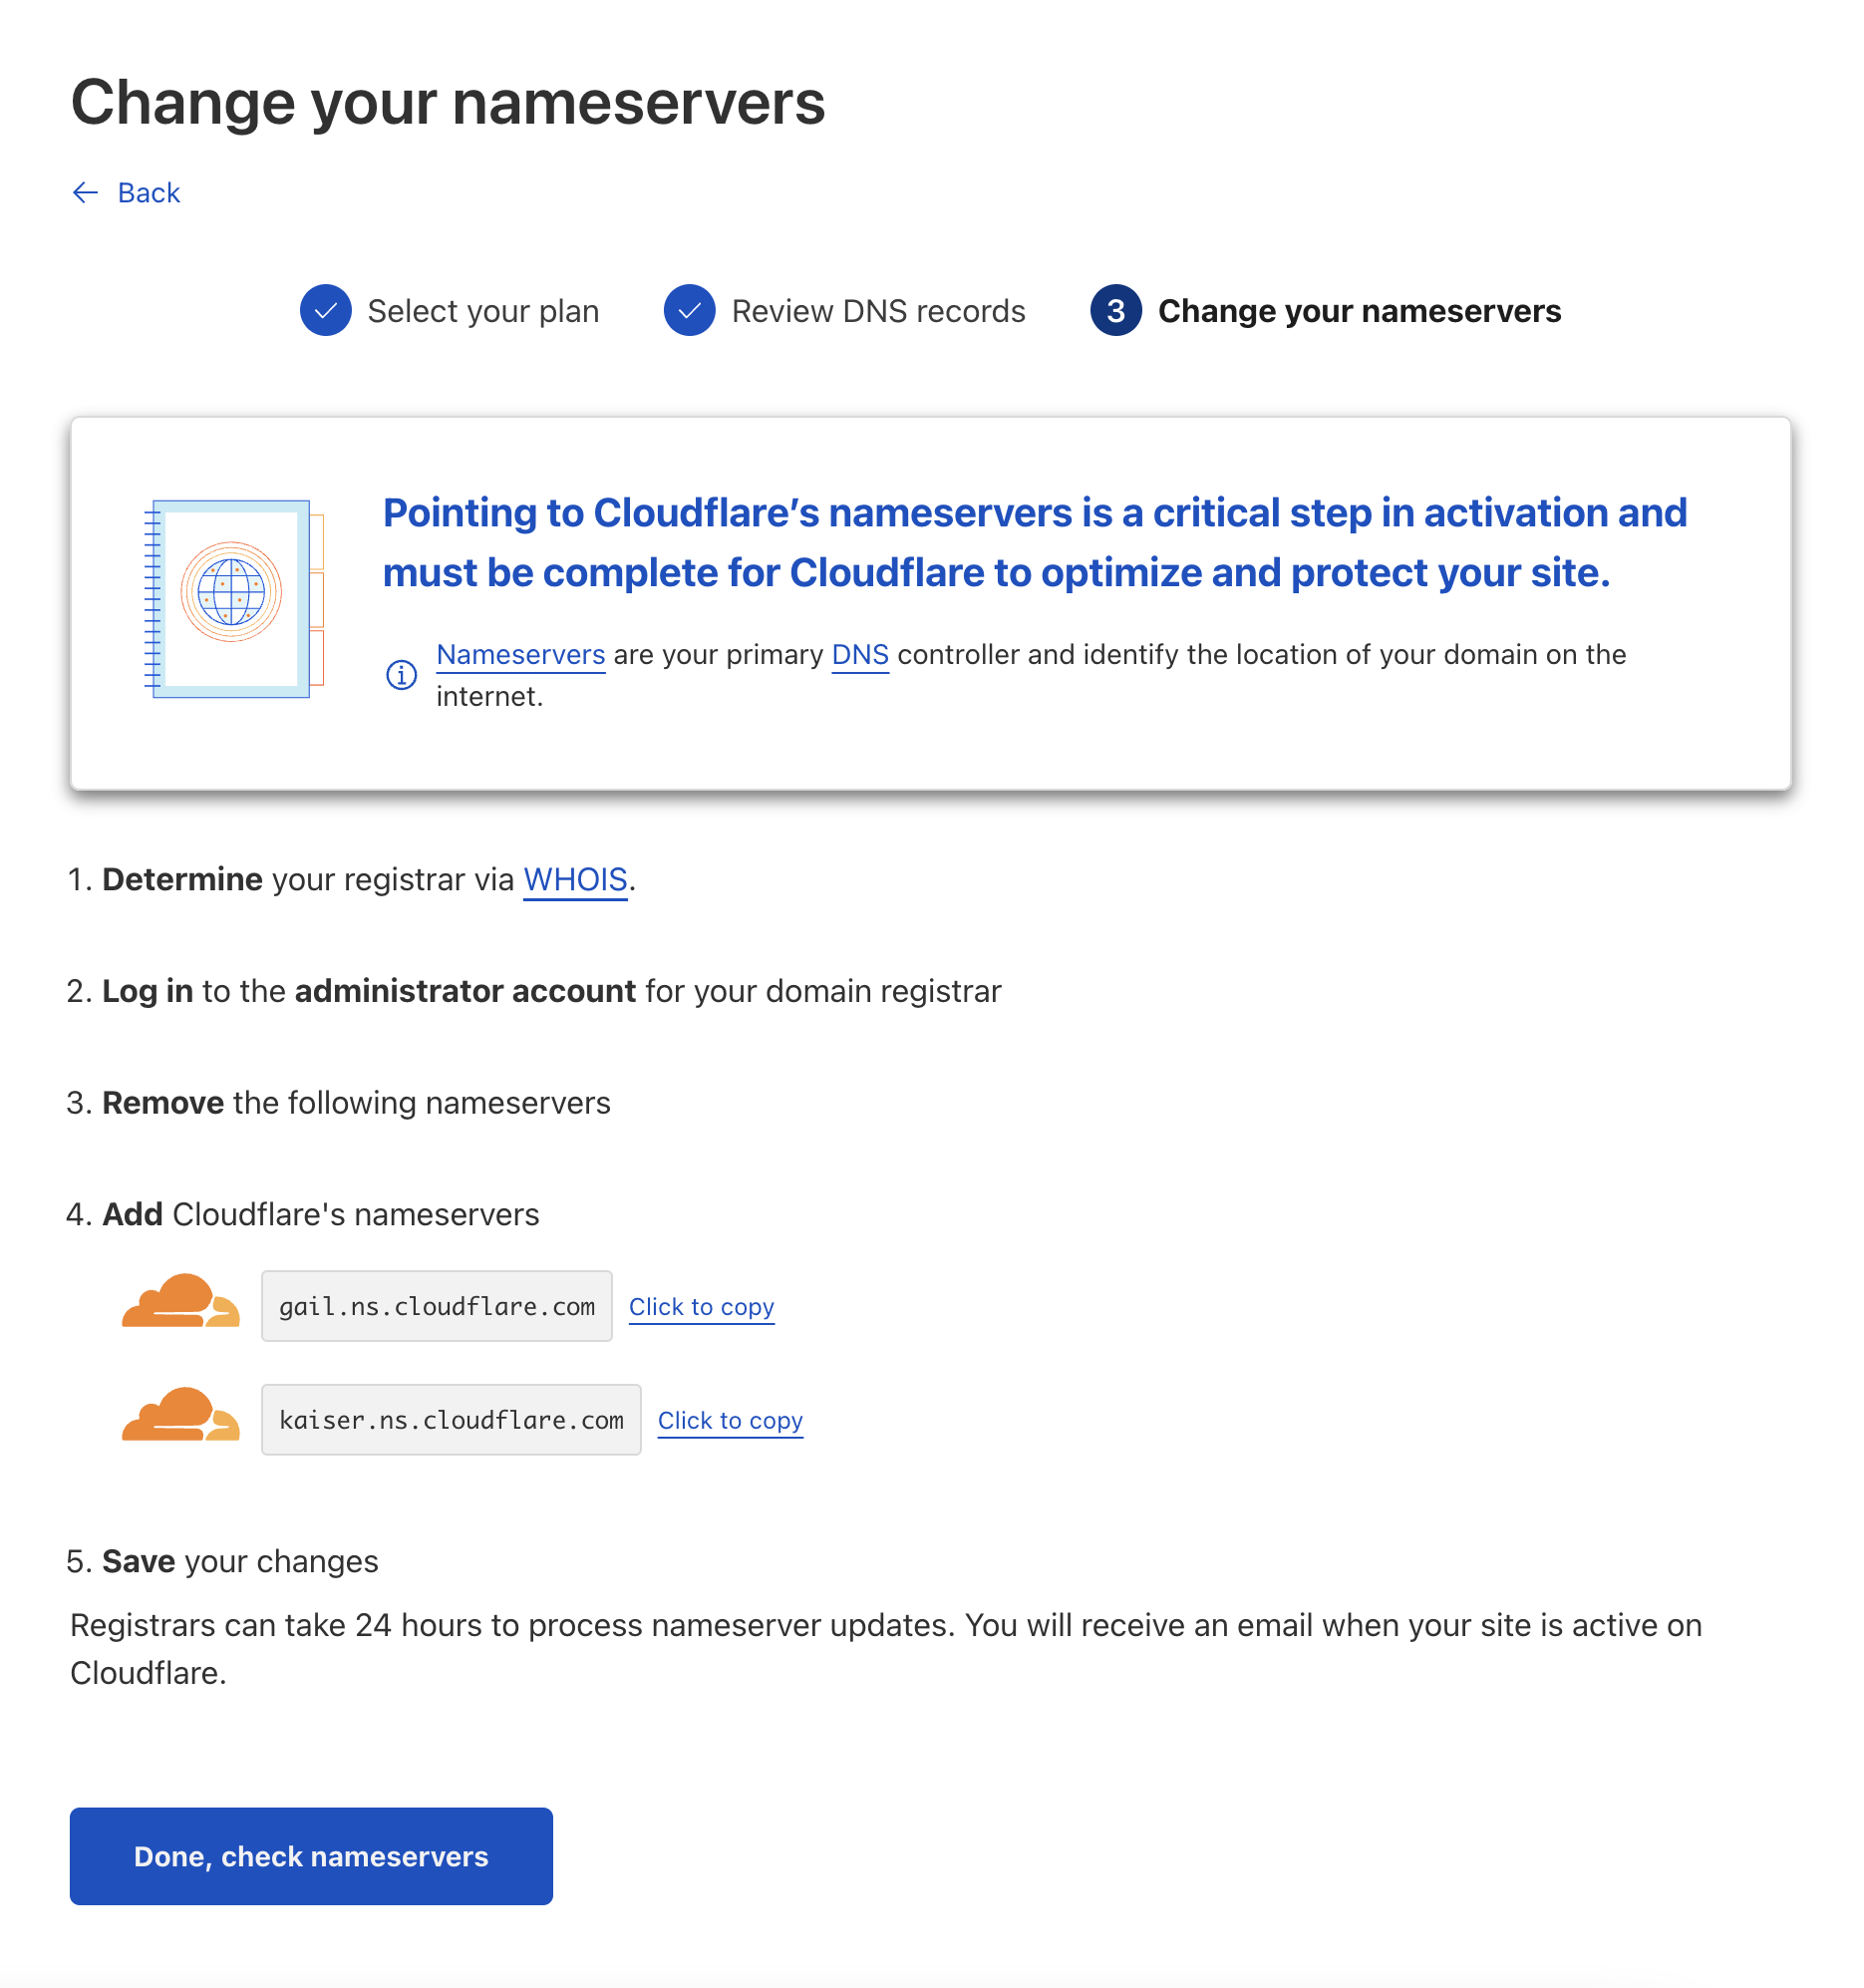 Change your nameservers
← Back
Select your plan
Review DNS records
3 Change your nameservers
Pointing to Cloudflare’s nameservers is a critical step in activation and
must be complete for Cloudflare to optimize and protect your site.
Nameservers are your primary DNS controller and identify the location of your domain on the
internet.
1. Determine your registrar via WHOIS.
2. Log in to the administrator account for your domain registrar
3. Remove the following nameservers
4. Add Cloudflare's nameservers
gail.ns.cloudflare.com Click to copy
kaiser.ns.cloudflare.com Click to copy
5. Save your changes
Registrars can take 24 hours to process nameserver updates. You will receive an email when your site is active on
Cloudflare.
Done, check nameservers